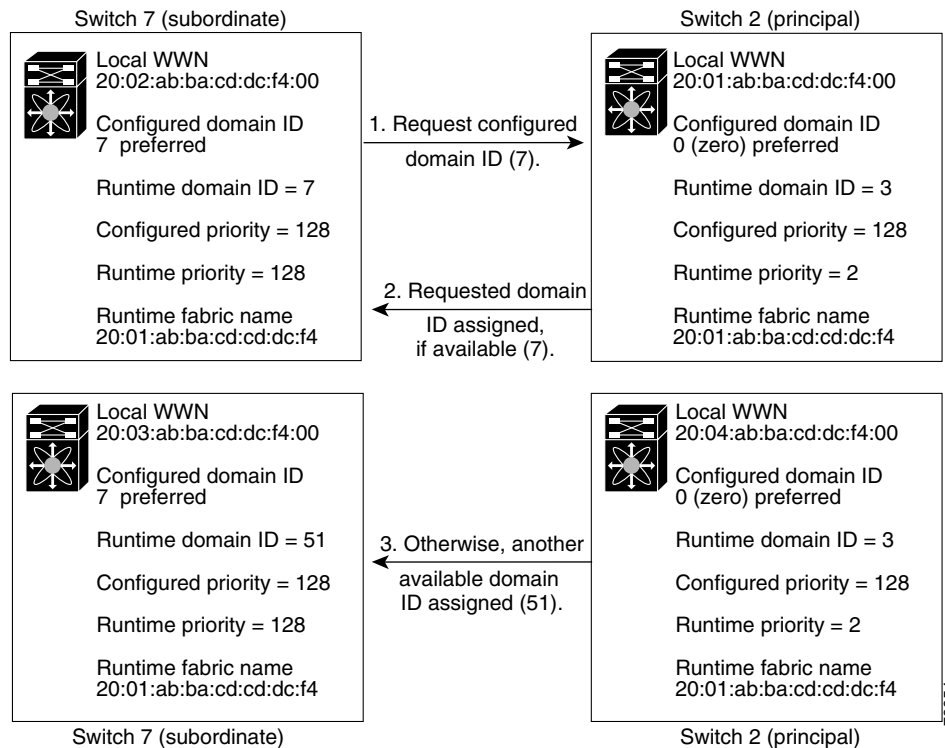 Switch 7 (subordinate)
Local WWN
20:02:ab:ba:cd:dc:f4:00
Configured domain ID
7 preferred
Runtime domain ID = 7
Configured priority = 128
Runtime priority = 128
Runtime fabric name
20:01:ab:ba:cd:cd:dc:f4
1. Request configured
domain ID (7).
2. Requested domain
ID assigned,
if available (7).
Switch 2 (principal)
Local WWN
20:01:ab:ba:cd:dc:f4:00
Configured domain ID
0 (zero) preferred
Runtime domain ID = 3
Configured priority = 128
Runtime priority = 2
Runtime fabric name
20:01:ab:ba:cd:cd:dc:f4
Local WWN
20:03:ab:ba:cd:dc:f4:00
Configured domain ID
7 preferred
Runtime domain ID = 51
Configured priority = 128
Runtime priority = 128
Runtime fabric name
20:01:ab:ba:cd:cd:dc:f4
Switch 7 (subordinate)
3. Otherwise, another
available domain
ID assigned (51).
Local WWN
20:04:ab:ba:cd:dc:f4:00
Configured domain ID
0 (zero) preferred
Runtime domain ID = 3
Configured priority = 128
Runtime priority = 2
Runtime fabric name
20:01:ab:ba:cd:cd:dc:f4
Switch 2 (principal)